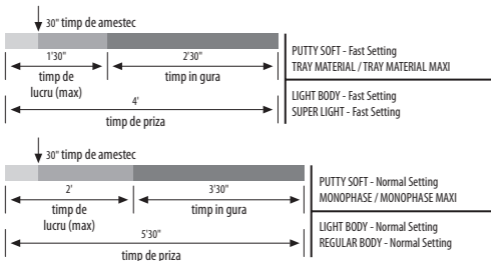 30" timp de amestec
1'30"
2'30"
timp de
lucru (max)
timp in gura
4'
timp de priza
PUTTY SOFT - Fast Setting
TRAY MATERIAL / TRAY MATERIAL MAXI
LIGHT BODY - Fast Setting
SUPER LIGHT - Fast Setting
30" timp de amestec
2'
3'30"
timp de
lucru (max)
timp in gura
5'30"
timp de priza
PUTTY SOFT - Normal Setting
MONOPHASE / MONOPHASE MAXI
LIGHT BODY - Normal Setting
REGULAR BODY - Normal Setting